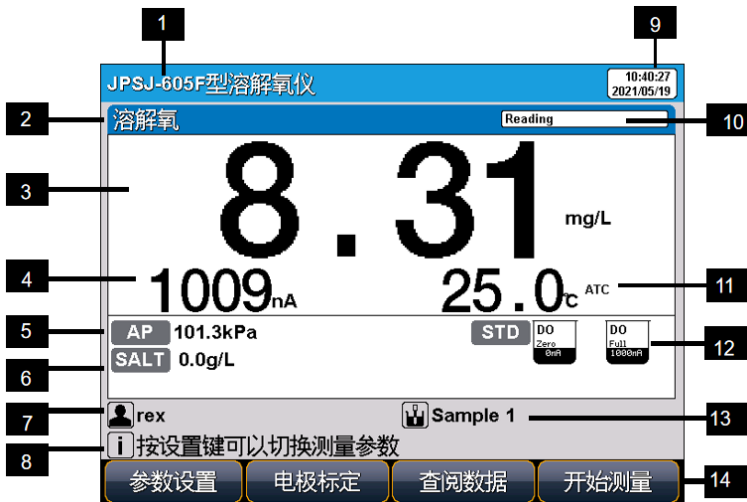 1
9
JPSJ-605F型溶解氧仪
10:40:27
2021/05/19
2
溶解氧
Reading
10
3
8.31 mg/L
4
1009nA
25.0℃ ATC
11
5
AP 101.3kPa
STD
DO
Zero
0nA
DO
Full
1000nA
12
6
SALT 0.0g/L
7
rex
Sample 1
13
8
i 按设置键可以切换测量参数
参数设置 电极标定 查阅数据 开始测量
14